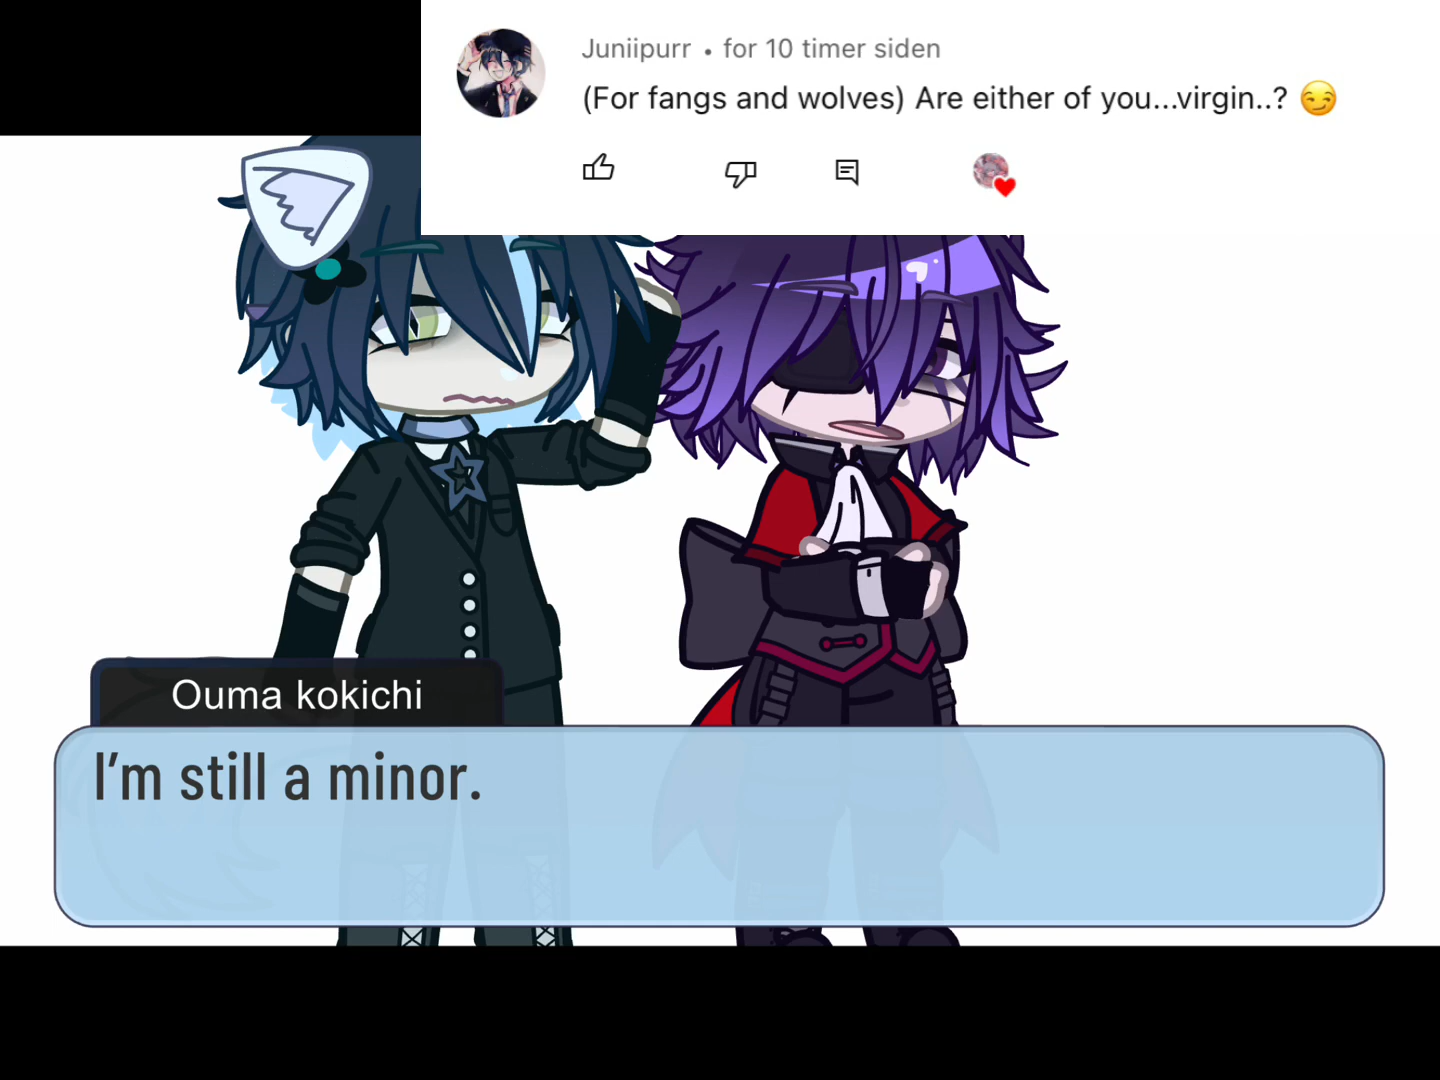 Juniipurr • for 10 timer siden
(For fangs and wolves) Are either of you...virgin..? 😏
Ouma kokichi
I'm still a minor.